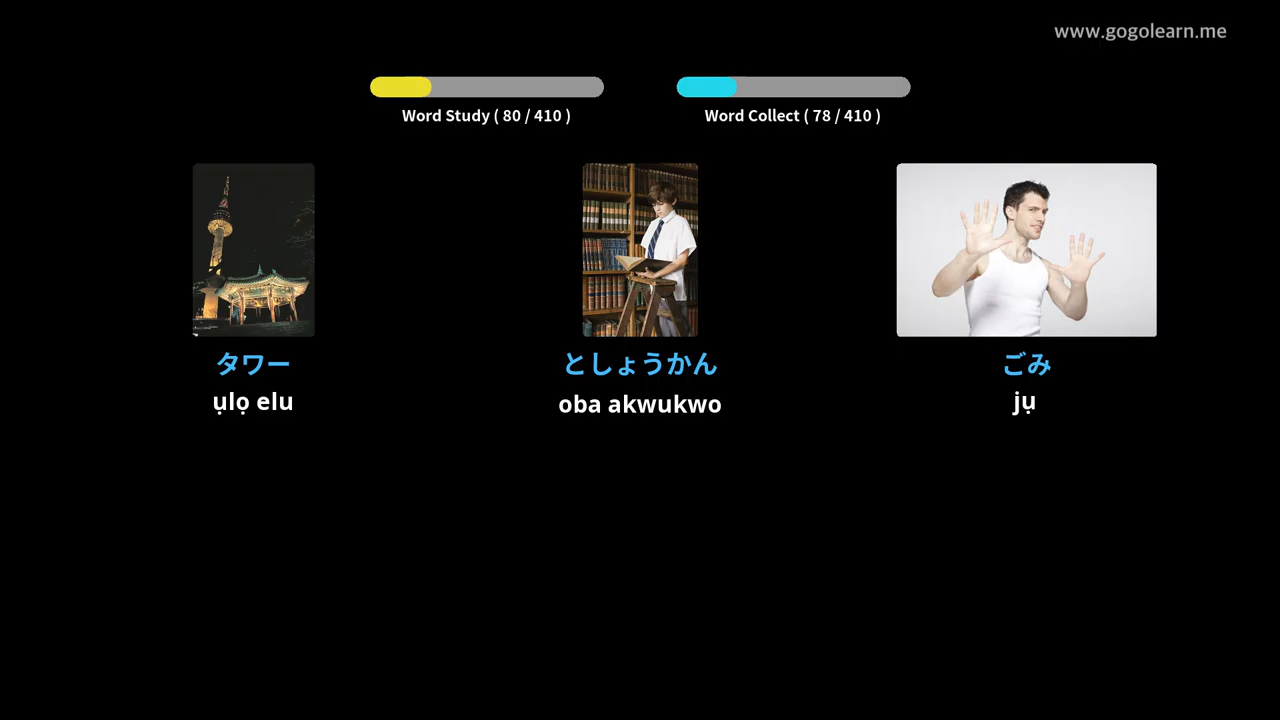 www.gogolearn.me
Word Study ( 80 / 410 )
Word Collect ( 78 / 410 )
タワー
ụlọ elu
としょうかん
oba akwukwo
ごみ
jụ